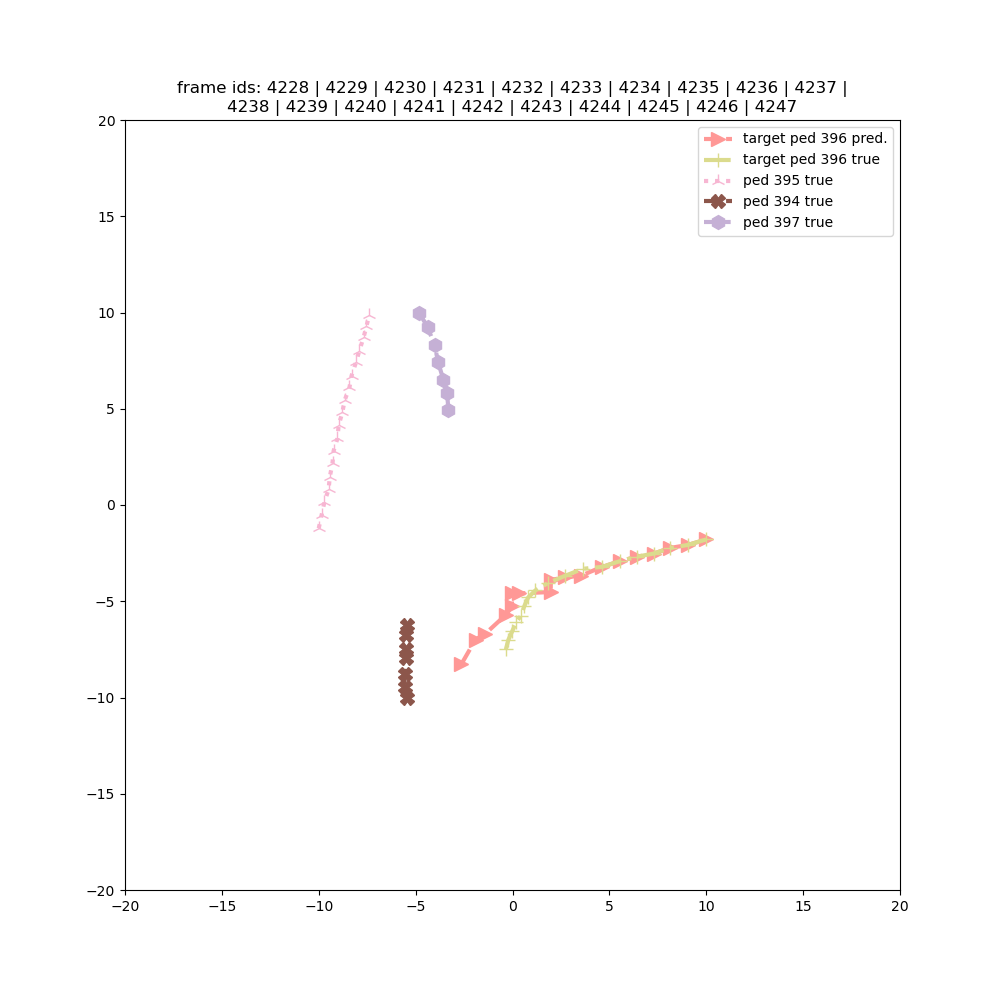 frame ids: 4228 | 4229 | 4230 | 4231 | 4232 | 4233 | 4234 | 4235 | 4236 | 4237 |
4238 | 4239 | 4240 | 4241 | 4242 | 4243 | 4244 | 4245 | 4246 | 4247
target ped 396 pred.
target ped 396 true
ped 395 true
ped 394 true
ped 397 true
20
15
10
5
0
−5
−10
−15
−20
−20 −15 −10 −5 0 5 10 15 20